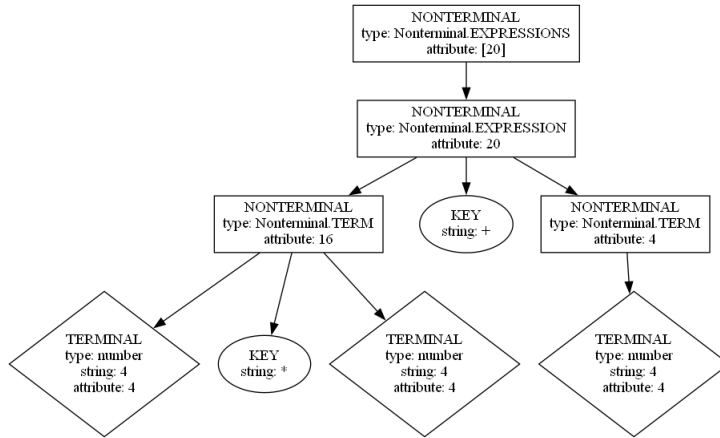 NONTERMINAL
type: Nonterminal.EXPRESSIONS
attribute: [20]
NONTERMINAL
type: Nonterminal.EXPRESSION
attribute: 20
NONTERMINAL
type: Nonterminal.TERM
attribute: 16
KEY
string: +
NONTERMINAL
type: Nonterminal.TERM
attribute: 4
TERMINAL
type: number
string: 4
attribute: 4
KEY
string: *
TERMINAL
type: number
string: 4
attribute: 4
TERMINAL
type: number
string: 4
attribute: 4